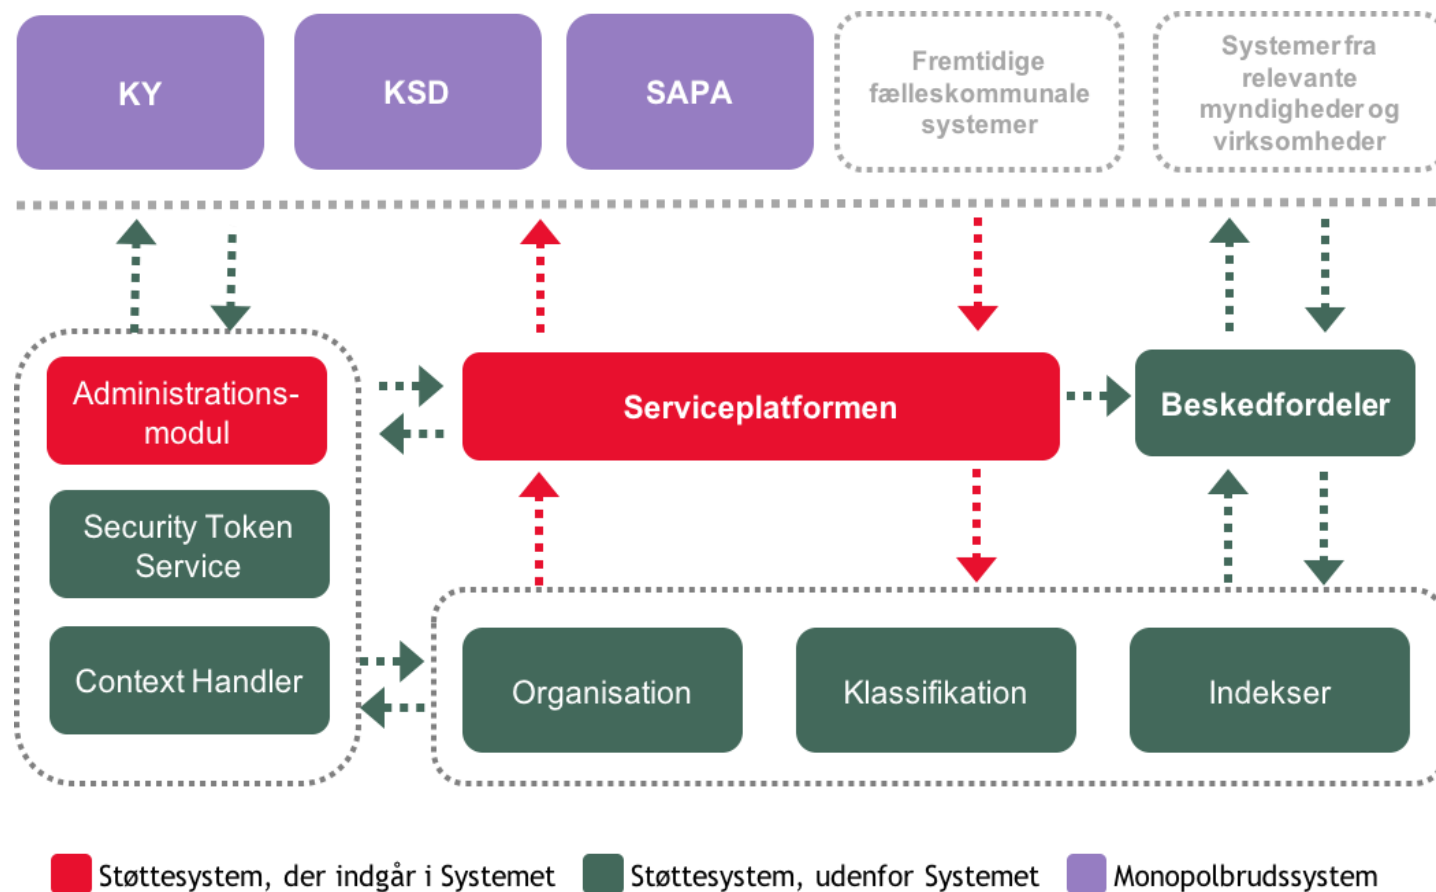 KY
KSD
SAPA
Fremtidige
fælleskommunale
systemer
Systemer fra
relevante
myndigheder og
virksomheder
Administrations-
modul
Serviceplatformen
Beskedfordeler
Security Token
Service
Context Handler
Organisation
Klassifikation
Indekser
Støttesystem, der indgår i Systemet
Støttesystem, udenfor Systemet
Monopolbrudssystem